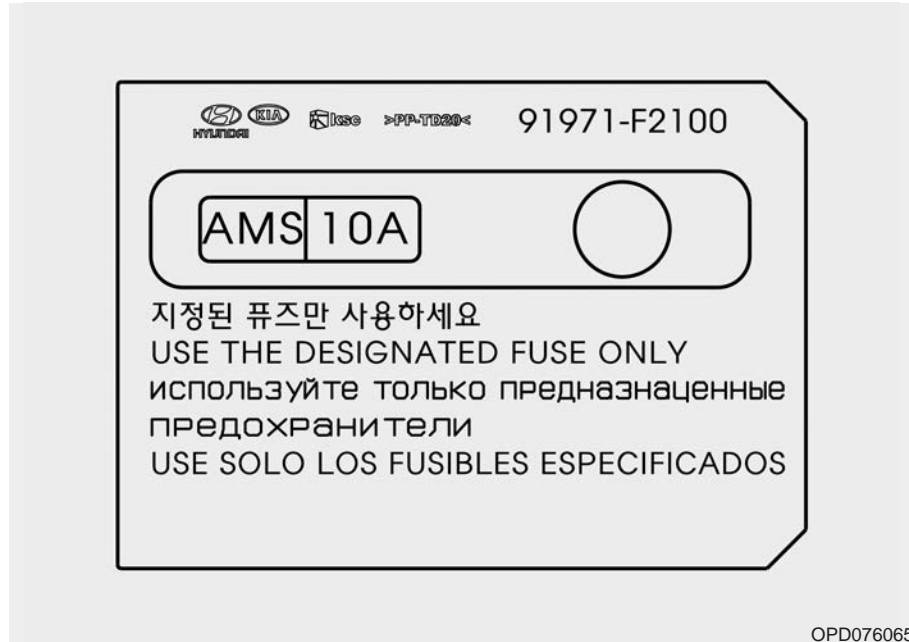 HYUNDAI KIA ksc >PP-TD20< 91971-F2100
AMS 10A
지정된 퓨즈만 사용하세요
USE THE DESIGNATED FUSE ONLY
используйте только предназнаценные
предохранители
USE SOLO LOS FUSIBLES ESPECIFICADOS
OPD076065